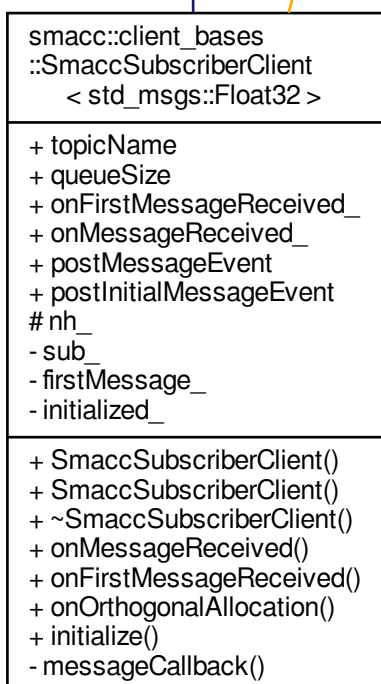 smacc::client_bases
::SmaccSubscriberClient
< std_msgs::Float32 >
+ topicName
+ queueSize
+ onFirstMessageReceived_
+ onMessageReceived_
+ postMessageEvent
+ postInitialMessageEvent
# nh_
- sub_
- firstMessage_
- initialized_
+ SmaccSubscriberClient()
+ SmaccSubscriberClient()
+ ~SmaccSubscriberClient()
+ onMessageReceived()
+ onFirstMessageReceived()
+ onOrthogonalAllocation()
+ initialize()
- messageCallback()